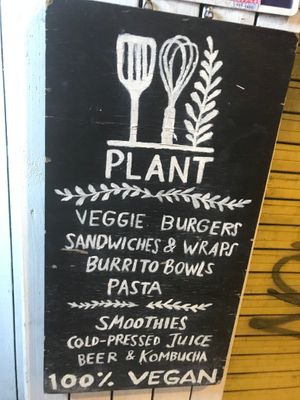 PLANT
VEGGIE BURGERS
SANDWICHES & WRAPS
BURRITO BOWLS
PASTA
SMOOTHIES
COLD-PRESSED JUICE
BEER & KOMBUCHA
100% VEGAN